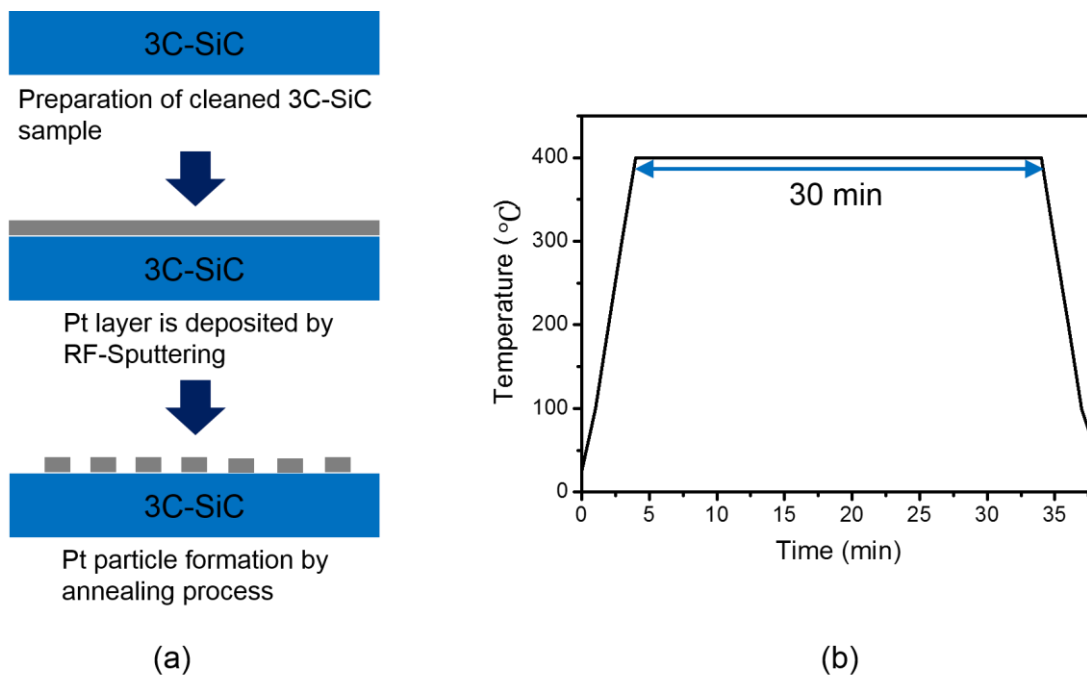 3C-SiC
Preparation of cleaned 3C-SiC
sample
3C-SiC
Pt layer is deposited by
RF-Sputtering
3C-SiC
Pt particle formation by
annealing process
(a)
Temperature (°C)
400
300
200
100
0
30 min
0 5 10 15 20 25 30 35
Time (min)
(b)